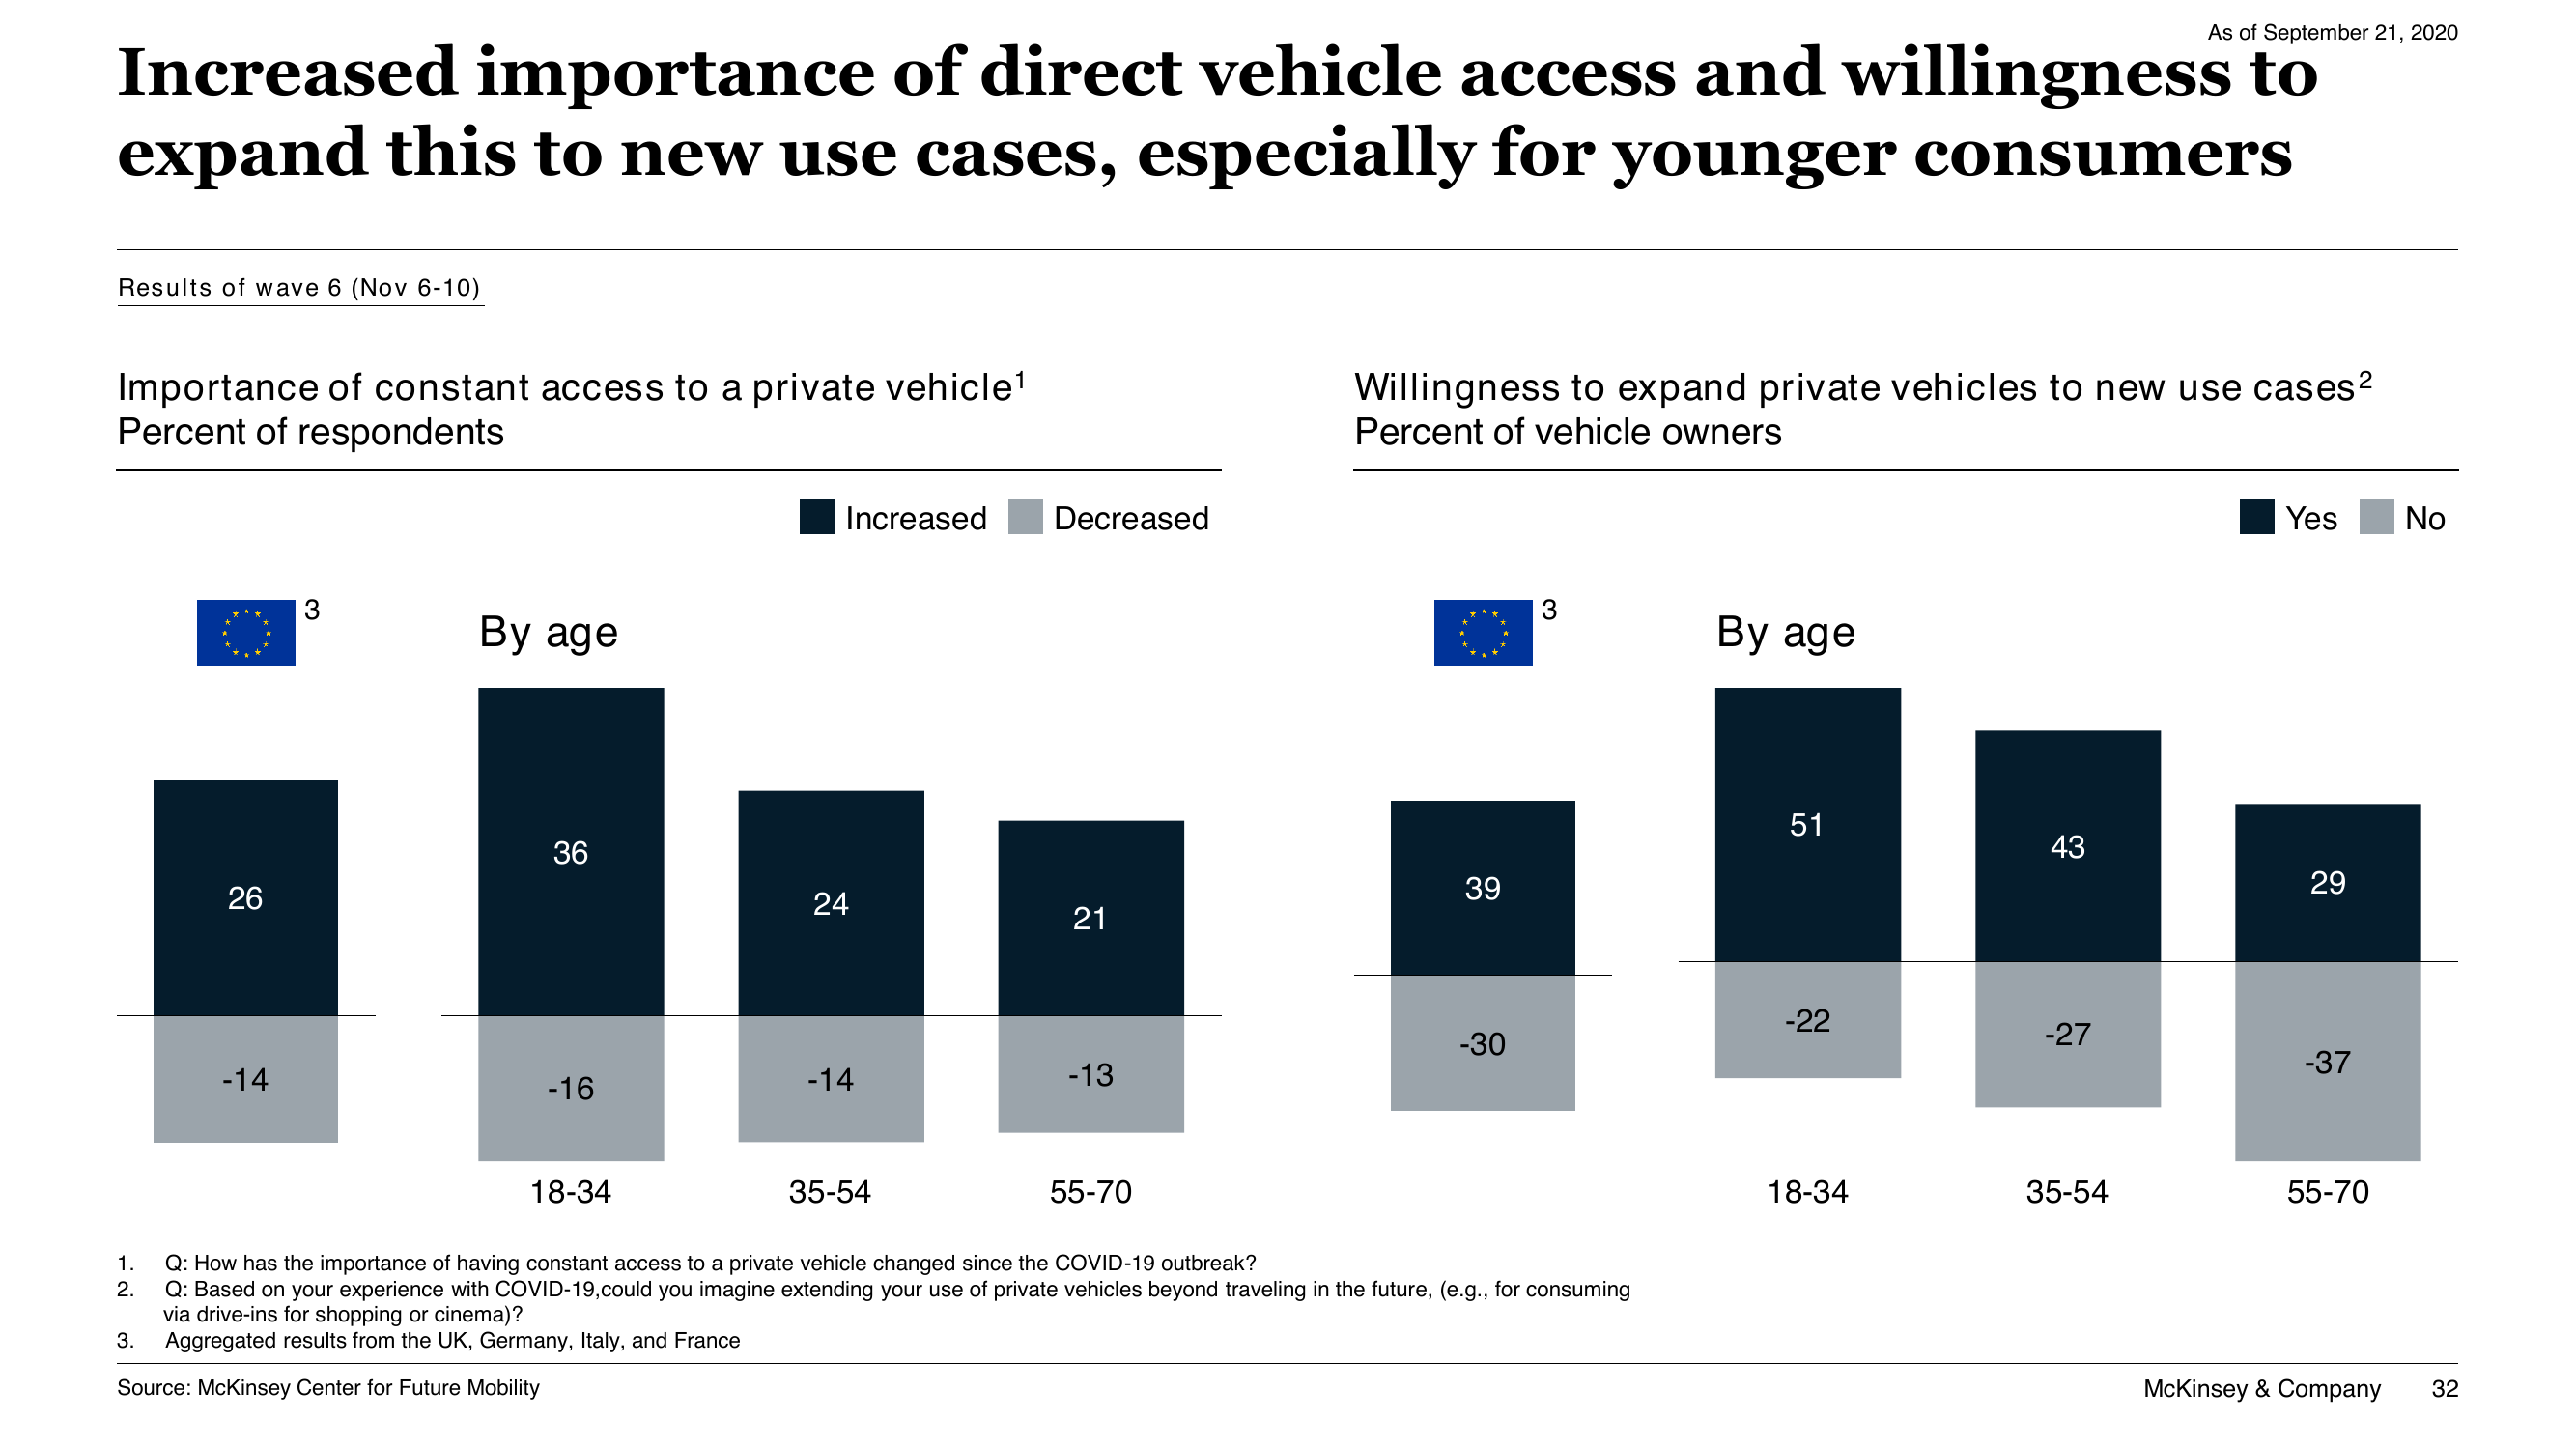 As of September 21, 2020
Increased importance of direct vehicle access and willingness to
expand this to new use cases, especially for younger consumers
Results of wave 6 (Nov 6-10)
Importance of constant access to a private vehicle1
Percent of respondents
Increased Decreased
3
By age
26
36
24
21
-14
-16
-14
-13
18-34
35-54
55-70
Willingness to expand private vehicles to new use cases2
Percent of vehicle owners
Yes No
3
By age
39
51
43
29
-30
-22
-27
-37
18-34
35-54
55-70
1. Q: How has the importance of having constant access to a private vehicle changed since the COVID-19 outbreak?
2. Q: Based on your experience with COVID-19,could you imagine extending your use of private vehicles beyond traveling in the future, (e.g., for consuming
via drive-ins for shopping or cinema)?
3. Aggregated results from the UK, Germany, Italy, and France
Source: McKinsey Center for Future Mobility
McKinsey & Company 32